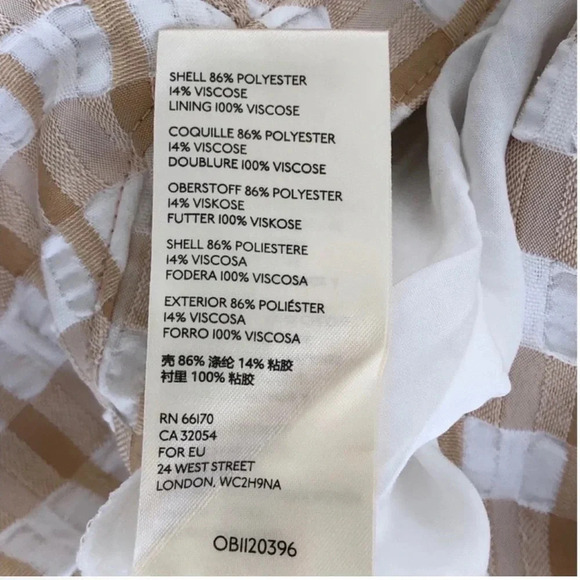 SHELL 86% POLYESTER
14% VISCOSE
LINING 100% VISCOSE
COQUILLE 86% POLYESTER
14% VISCOSE
DOUBLURE 100% VISCOSE
OBERSTOFF 86% POLYESTER
14% VISKOSE
FUTTER 100% VISKOSE
SHELL 86% POLIESTERE
14% VISCOSA
FODERA 100% VISCOSA
EXTERIOR 86% POLIÉSTER
14% VISCOSA
FORRO 100% VISCOSA
壳 86% 涤纶 14% 粘胶
衬里 100% 粘胶
RN 66170
CA 32054
FOR EU
24 WEST STREET
LONDON, WC2H9NA
OB1120396